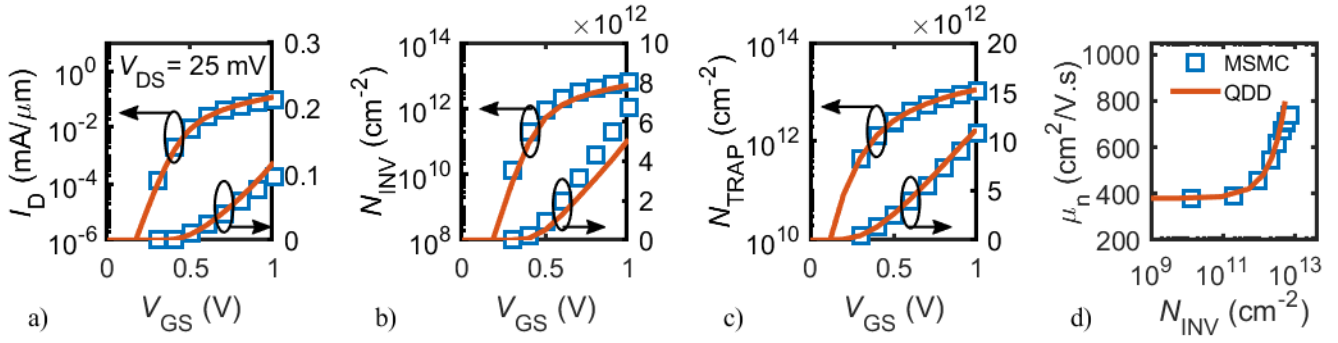 a)
I_D (mA/μm)
V_DS = 25 mV
10^0
10^-2
10^-4
10^-6
0.3
0.2
0.1
0
0 0.5 1
V_GS (V)
b)
N_INV (cm^-2)
×10^12
10^14
10^12
10^10
10^8
10
8
6
4
2
0
0 0.5 1
V_GS (V)
c)
N_TRAP (cm^-2)
×10^12
10^14
10^12
10^10
20
15
10
5
0
0 0.5 1
V_GS (V)
d)
μ_n (cm^2/V.s)
1000
800
600
400
200
MSMC
QDD
10^9 10^11 10^13
N_INV (cm^-2)